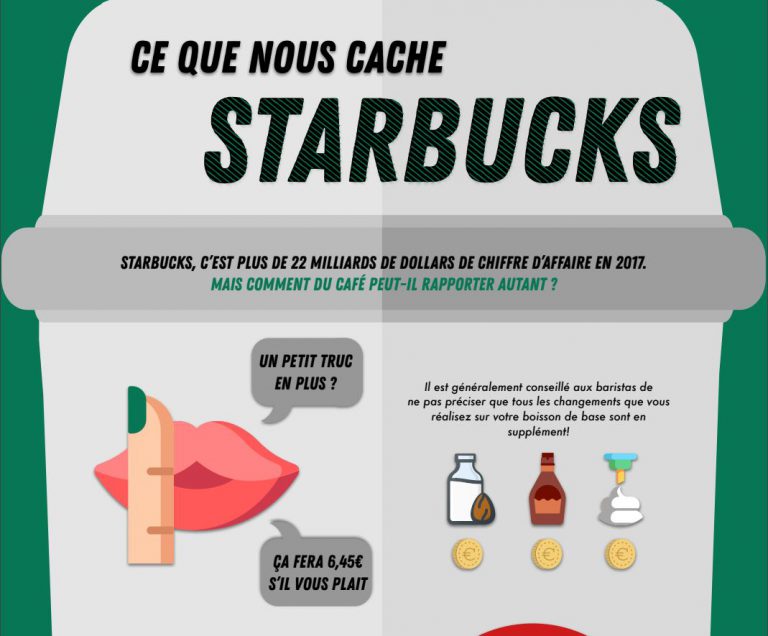 CE QUE NOUS CACHE
STARBUCKS
STARBUCKS, C'EST PLUS DE 22 MILLIARDS DE DOLLARS DE CHIFFRE D'AFFAIRE EN 2017.
MAIS COMMENT DU CAFÉ PEUT-IL RAPPORTER AUTANT ?
UN PETIT TRUC
EN PLUS ?
Il est généralement conseillé aux baristas de
ne pas préciser que tous les changements que vous
réalisez sur votre boisson de base sont en
supplément!
€
€
€
ÇA FERA 6,45€
S'IL VOUS PLAIT